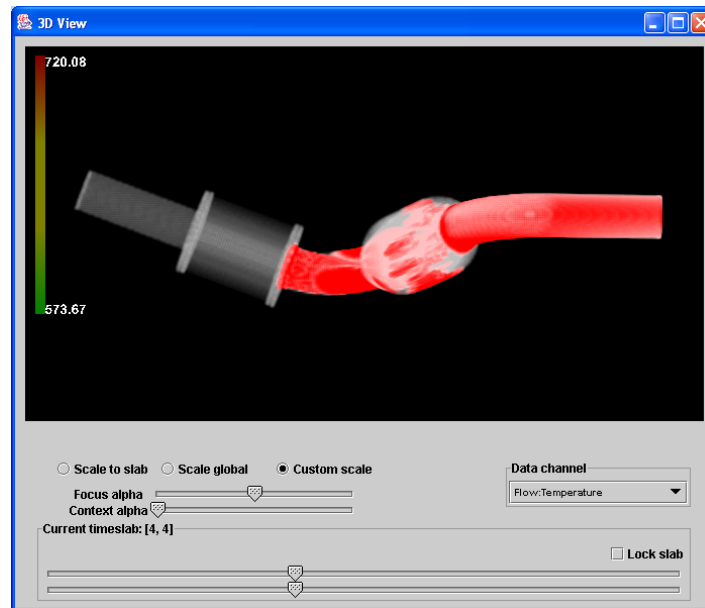 3D View
720.08
573.67
Scale to slab Scale global Custom scale
Data channel
Focus alpha
Flow:Temperature
Context alpha
Current timeslab: [4, 4]
Lock slab